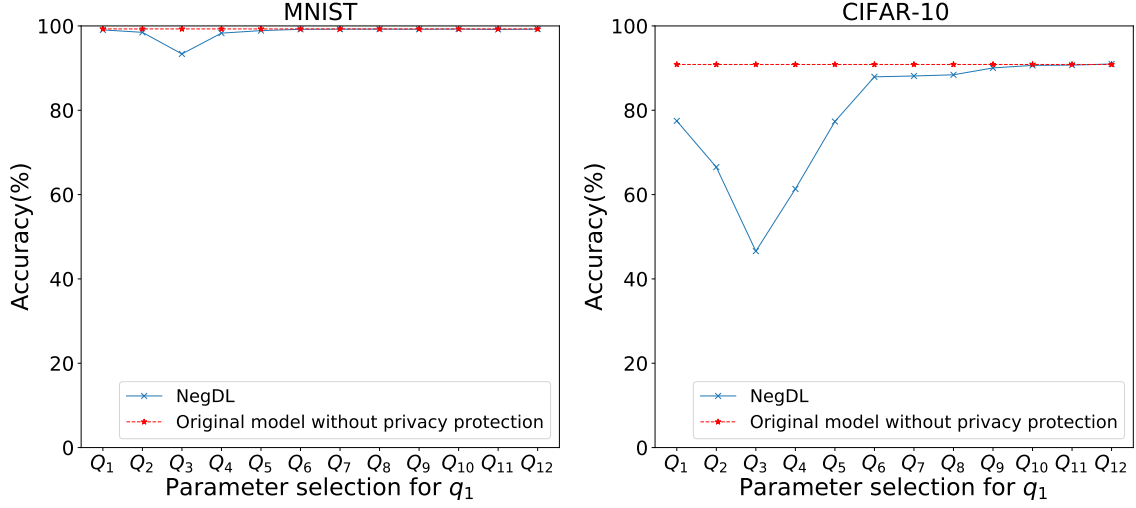 MNIST
Accuracy(%)
100
80
60
40
20
0
NegDL
Original model without privacy protection
Q1 Q2 Q3 Q4 Q5 Q6 Q7 Q8 Q9 Q10 Q11 Q12
Parameter selection for q1
CIFAR-10
Accuracy(%)
100
80
60
40
20
0
NegDL
Original model without privacy protection
Q1 Q2 Q3 Q4 Q5 Q6 Q7 Q8 Q9 Q10 Q11 Q12
Parameter selection for q1